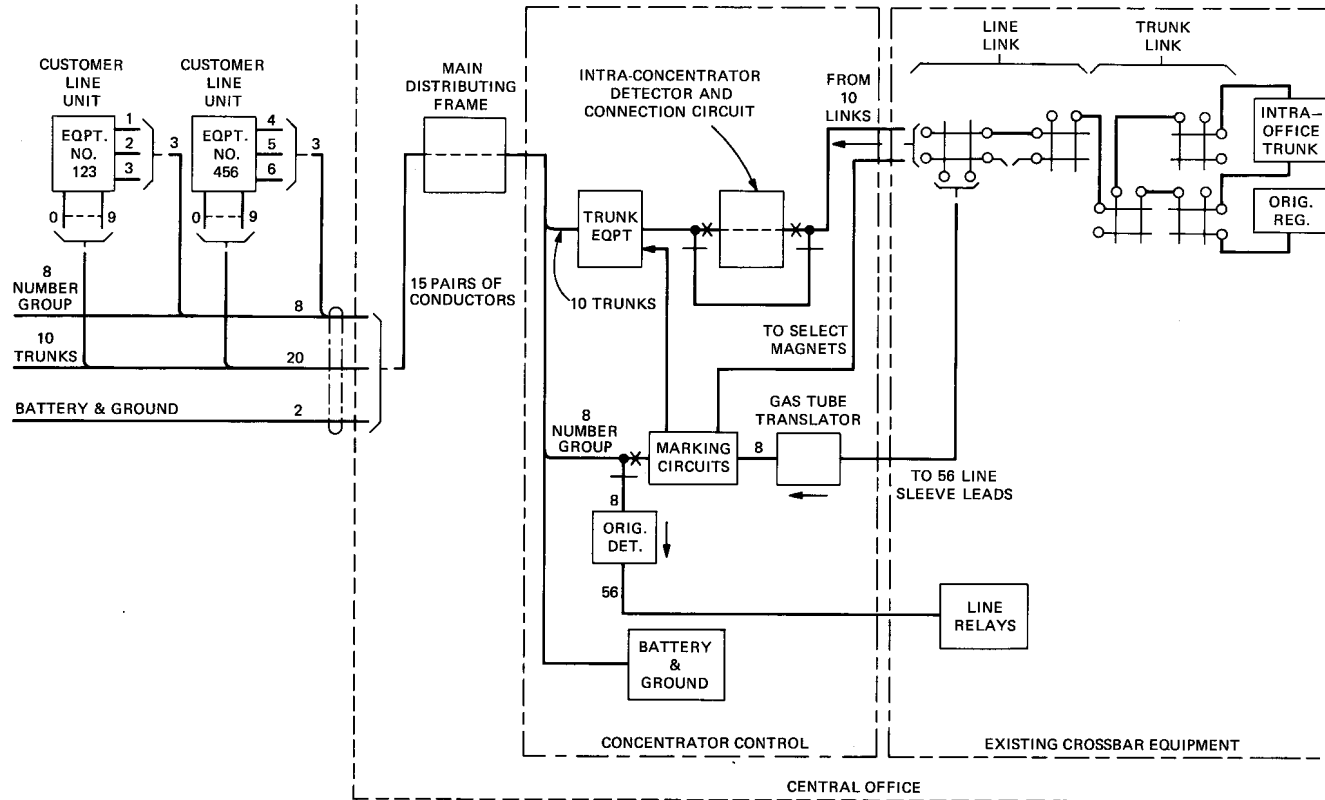 CUSTOMER
LINE
UNIT
EQPT.
NO.
123
1
2
3
3
0
9
CUSTOMER
LINE
UNIT
EQPT.
NO.
456
4
5
6
3
0
9
8
NUMBER
GROUP
8
10
TRUNKS
20
BATTERY & GROUND
2
MAIN
DISTRIBUTING
FRAME
15 PAIRS OF
CONDUCTORS
INTRA-CONCENTRATOR
DETECTOR AND
CONNECTION CIRCUIT
TRUNK
EQPT
10 TRUNKS
FROM
10
LINKS
TO SELECT
MAGNETS
8
NUMBER
GROUP
MARKING
CIRCUITS
8
GAS TUBE
TRANSLATOR
8
ORIG.
DET.
56
BATTERY
&
GROUND
CONCENTRATOR CONTROL
LINE
LINK
TRUNK
LINK
INTRA-
OFFICE
TRUNK
ORIG.
REG.
TO 56 LINE
SLEEVE LEADS
LINE
RELAYS
EXISTING CROSSBAR EQUIPMENT
CENTRAL OFFICE